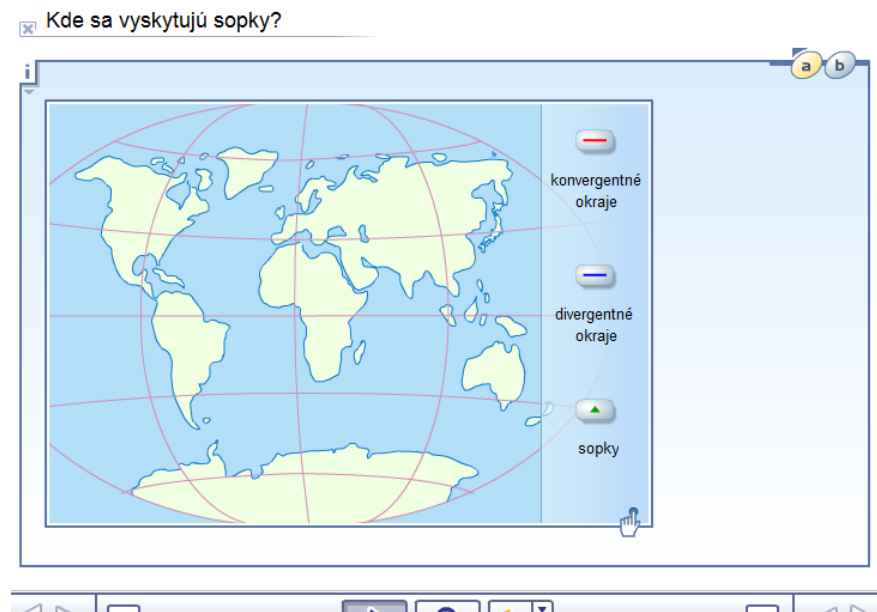 Kde sa vyskytujú sopky?
i
a b
konvergentné
okraje
divergentné
okraje
sopky